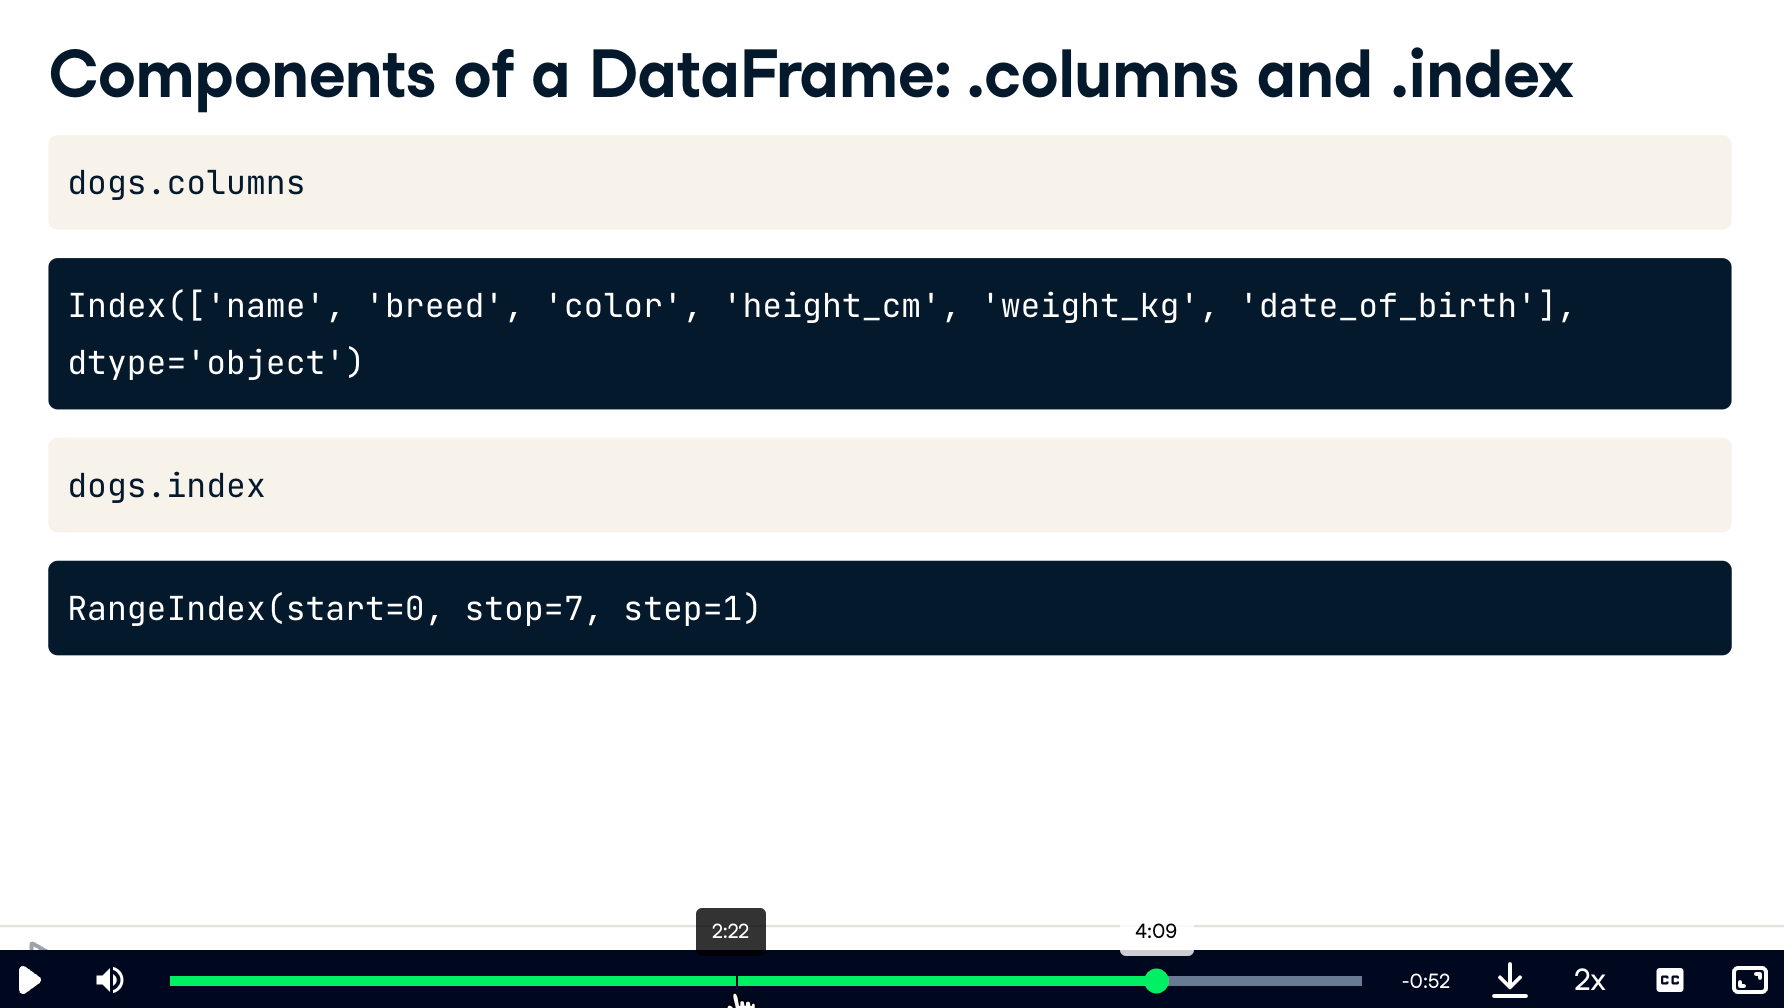 Components of a DataFrame: .columns and .index
dogs.columns
Index(['name', 'breed', 'color', 'height_cm', 'weight_kg', 'date_of_birth'],
dtype='object')
dogs.index
RangeIndex(start=0, stop=7, step=1)
2:22
4:09
-0:52
2x
CC